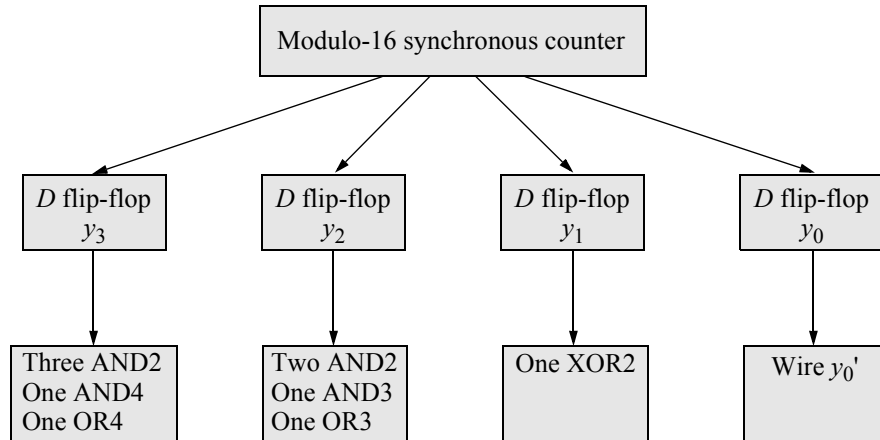 Modulo-16 synchronous counter
D flip-flop
y3
D flip-flop
y2
D flip-flop
y1
D flip-flop
y0
Three AND2
One AND4
One OR4
Two AND2
One AND3
One OR3
One XOR2
Wire y0'